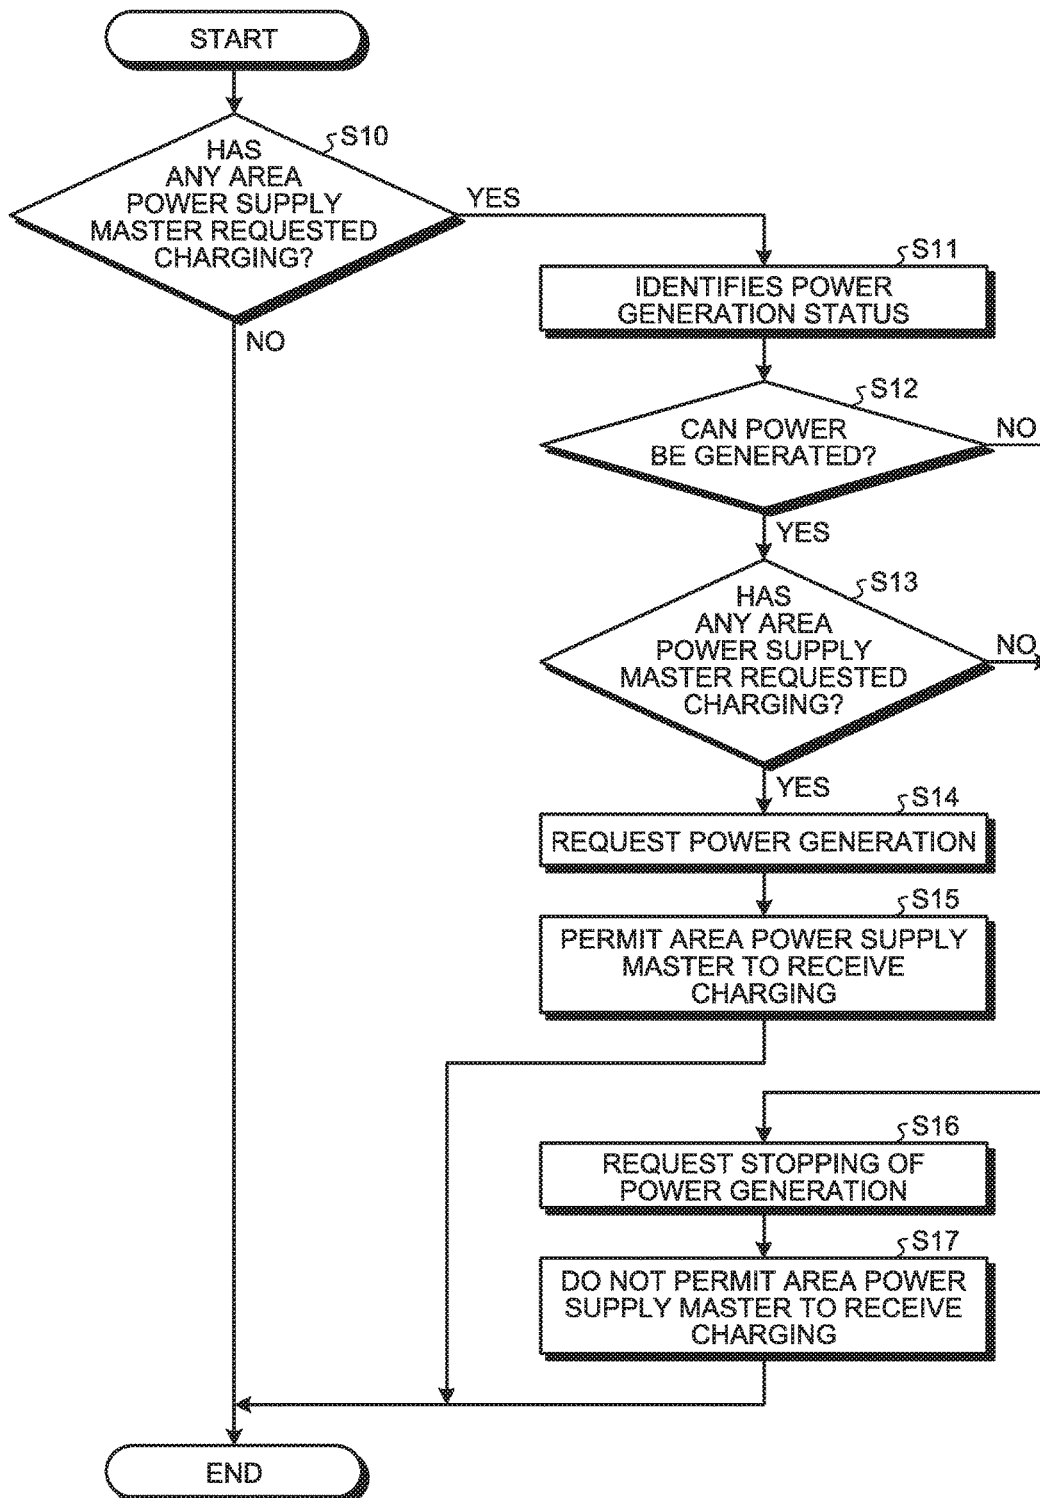 START
S10
HAS
ANY AREA
POWER SUPPLY
MASTER REQUESTED
CHARGING?
YES
NO
S11
IDENTIFIES POWER
GENERATION STATUS
S12
CAN POWER
BE GENERATED?
NO
YES
S13
HAS
ANY AREA
POWER SUPPLY
MASTER REQUESTED
CHARGING?
NO
YES
S14
REQUEST POWER GENERATION
S15
PERMIT AREA POWER SUPPLY
MASTER TO RECEIVE
CHARGING
S16
REQUEST STOPPING OF
POWER GENERATION
S17
DO NOT PERMIT AREA POWER
SUPPLY MASTER TO RECEIVE
CHARGING
END